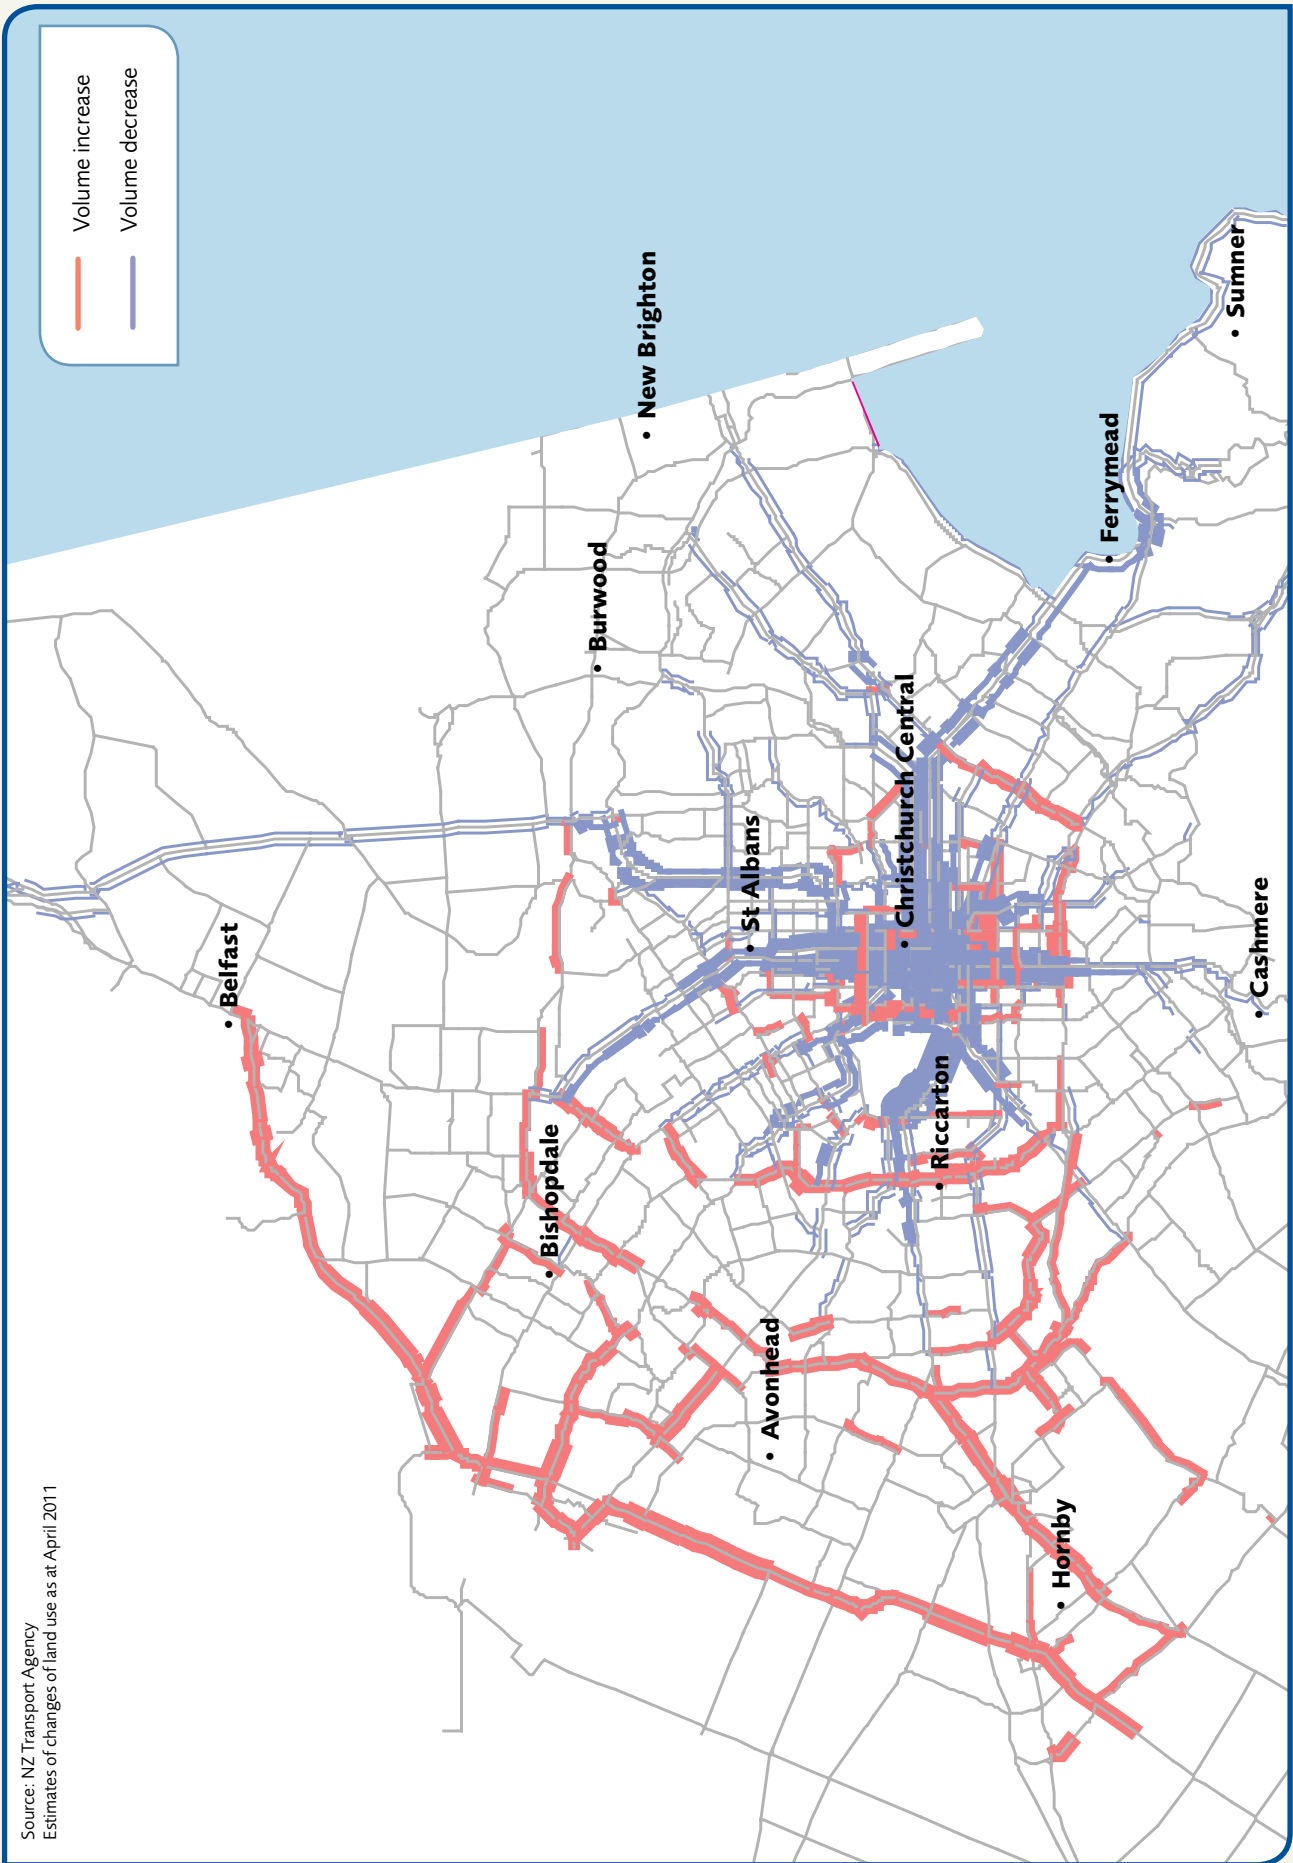 Source: NZ Transport Agency
Estimates of changes of land use as at April 2011
Volume increase
Volume decrease
Belfast
Bishopdale
Burwood
New Brighton
Avonhead
St Albans
Christchurch Central
Riccarton
Hornby
Ferrymead
Sumner
Cashmere